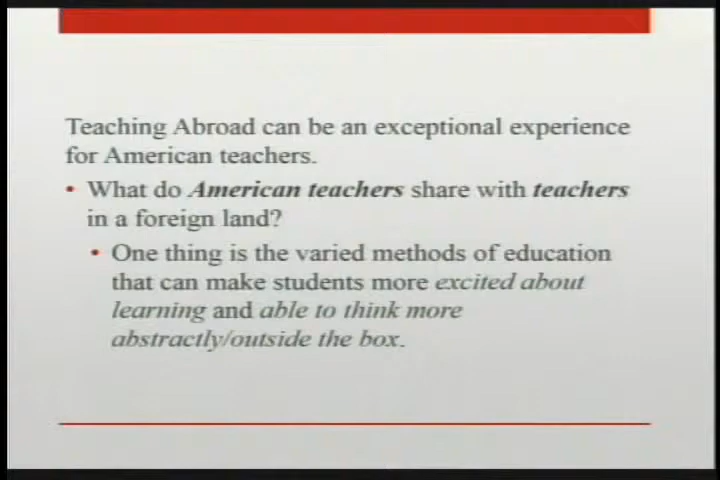 Teaching Abroad can be an exceptional experience
for American teachers.
• What do American teachers share with teachers
in a foreign land?
• One thing is the varied methods of education
that can make students more excited about
learning and able to think more
abstractly/outside the box.